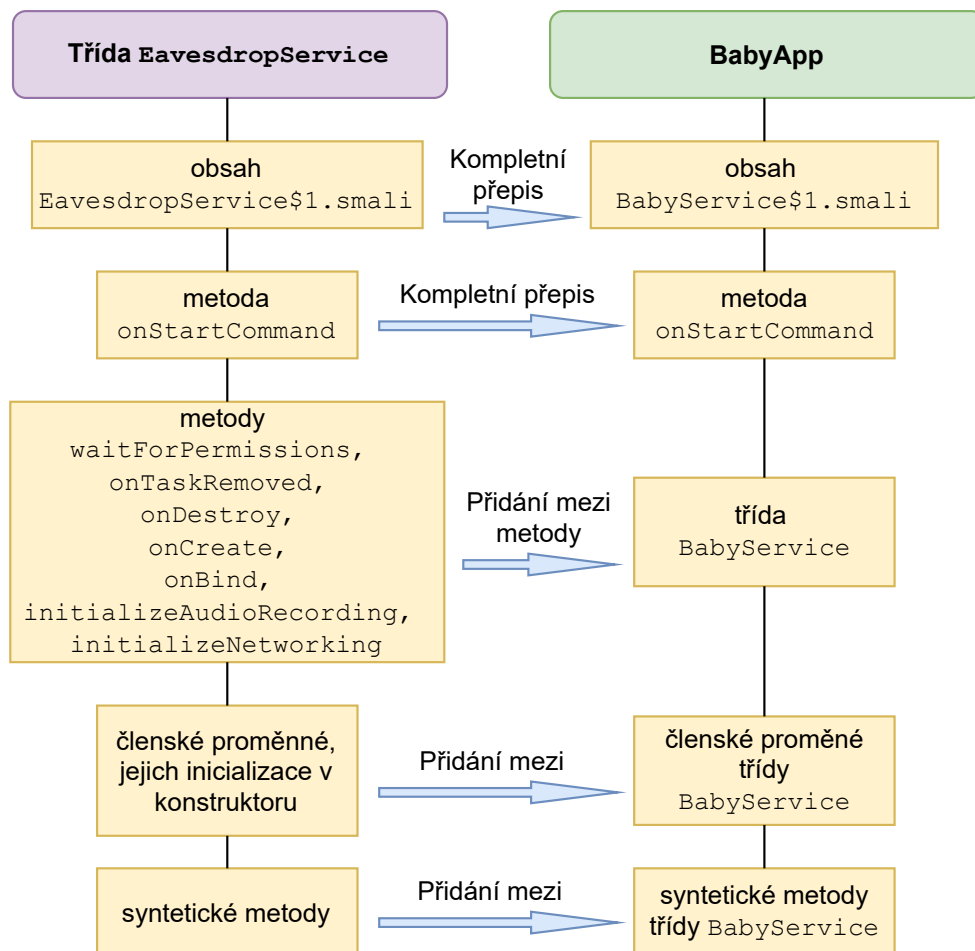 Třída EavesdropService
BabyApp
obsah
EavesdropService$1.smali
Kompletní
přepis
obsah
BabyService$1.smali
metoda
onStartCommand
Kompletní přepis
metoda
onStartCommand
metody
waitForPermissions,
onTaskRemoved,
onDestroy,
onCreate,
onBind,
initializeAudioRecording,
initializeNetworking
Přidání mezi
metody
třída
BabyService
členské proměnné,
jejich inicializace v
konstruktoru
Přidání mezi
členské proměné
třídy
BabyService
syntetické metody
Přidání mezi
syntetické metody
třídy BabyService